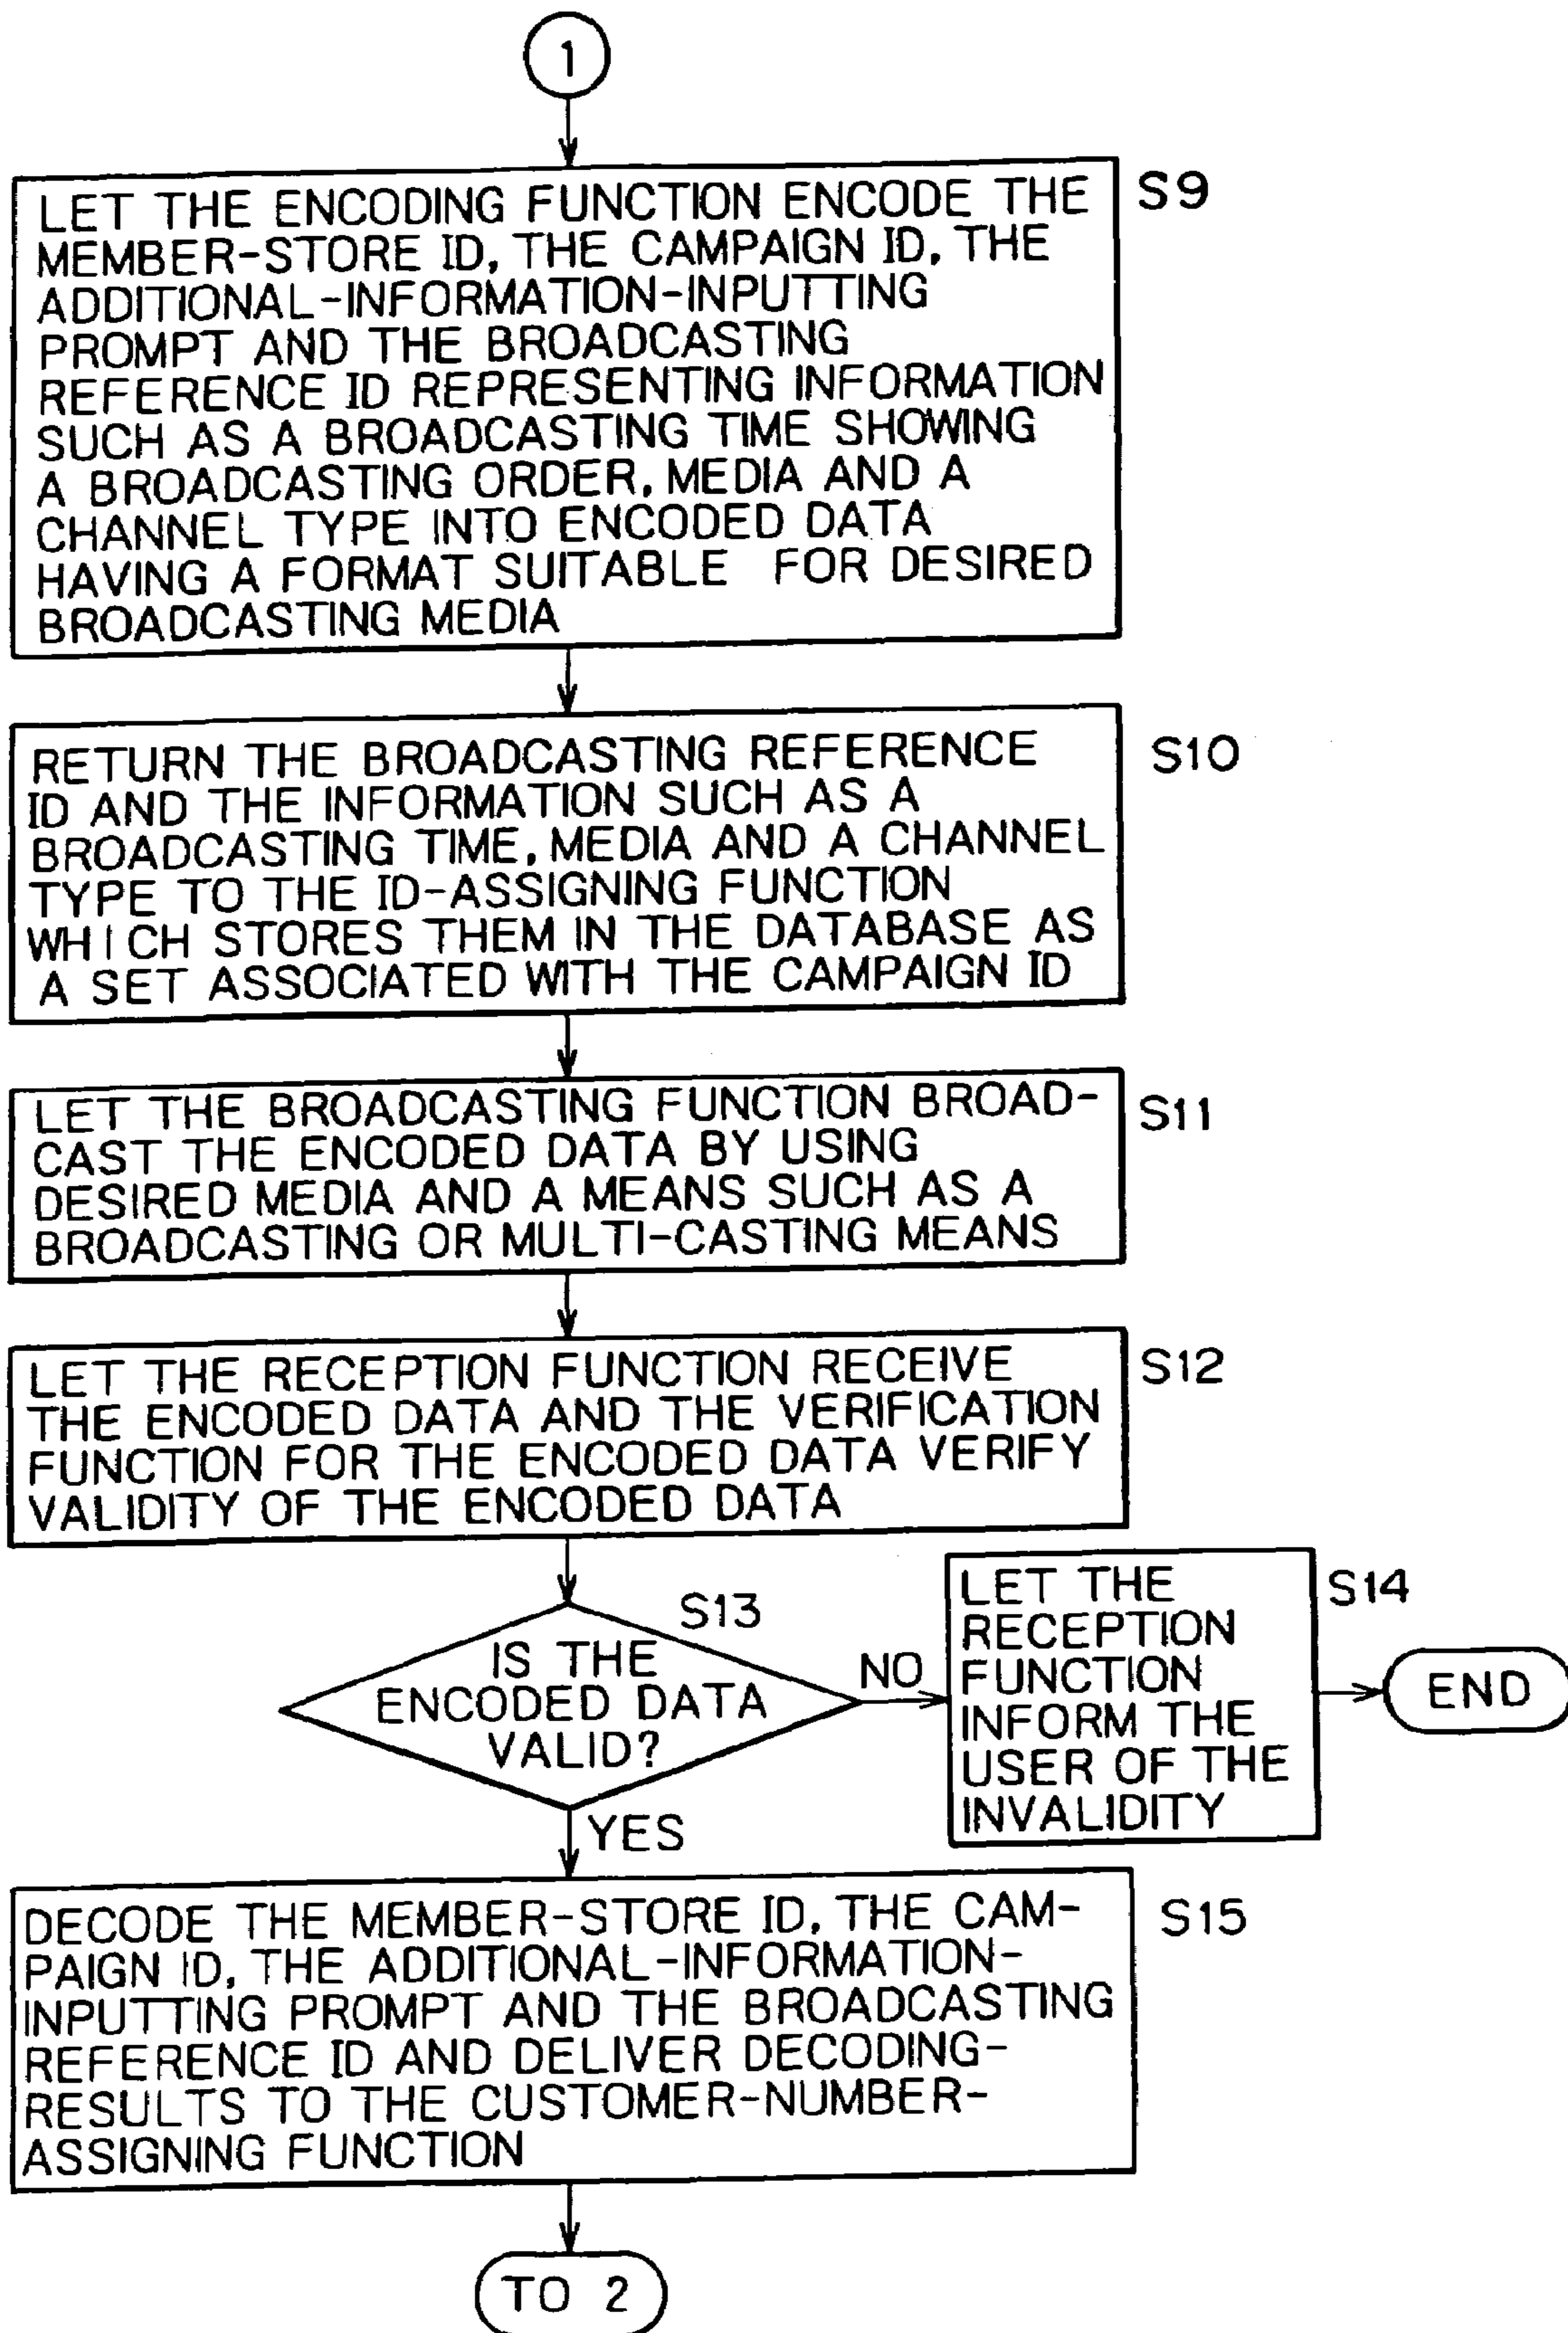 1
LET THE ENCODING FUNCTION ENCODE THE
MEMBER-STORE ID, THE CAMPAIGN ID, THE
ADDITIONAL-INFORMATION-INPUTTING
PROMPT AND THE BROADCASTING
REFERENCE ID REPRESENTING INFORMATION
SUCH AS A BROADCASTING TIME SHOWING
A BROADCASTING ORDER, MEDIA AND A
CHANNEL TYPE INTO ENCODED DATA
HAVING A FORMAT SUITABLE FOR DESIRED
BROADCASTING MEDIA
S9
RETURN THE BROADCASTING REFERENCE
ID AND THE INFORMATION SUCH AS A
BROADCASTING TIME, MEDIA AND A CHANNEL
TYPE TO THE ID-ASSIGNING FUNCTION
WHICH STORES THEM IN THE DATABASE AS
A SET ASSOCIATED WITH THE CAMPAIGN ID
S10
LET THE BROADCASTING FUNCTION BROAD-
CAST THE ENCODED DATA BY USING
DESIRED MEDIA AND A MEANS SUCH AS A
BROADCASTING OR MULTI-CASTING MEANS
S11
LET THE RECEPTION FUNCTION RECEIVE
THE ENCODED DATA AND THE VERIFICATION
FUNCTION FOR THE ENCODED DATA VERIFY
VALIDITY OF THE ENCODED DATA
S12
S13
IS THE
ENCODED DATA
VALID?
NO
LET THE
RECEPTION
FUNCTION
INFORM THE
USER OF THE
INVALIDITY
S14
END
YES
DECODE THE MEMBER-STORE ID, THE CAM-
PAIGN ID, THE ADDITIONAL-INFORMATION-
INPUTTING PROMPT AND THE BROADCASTING
REFERENCE ID AND DELIVER DECODING-
RESULTS TO THE CUSTOMER-NUMBER-
ASSIGNING FUNCTION
S15
TO 2